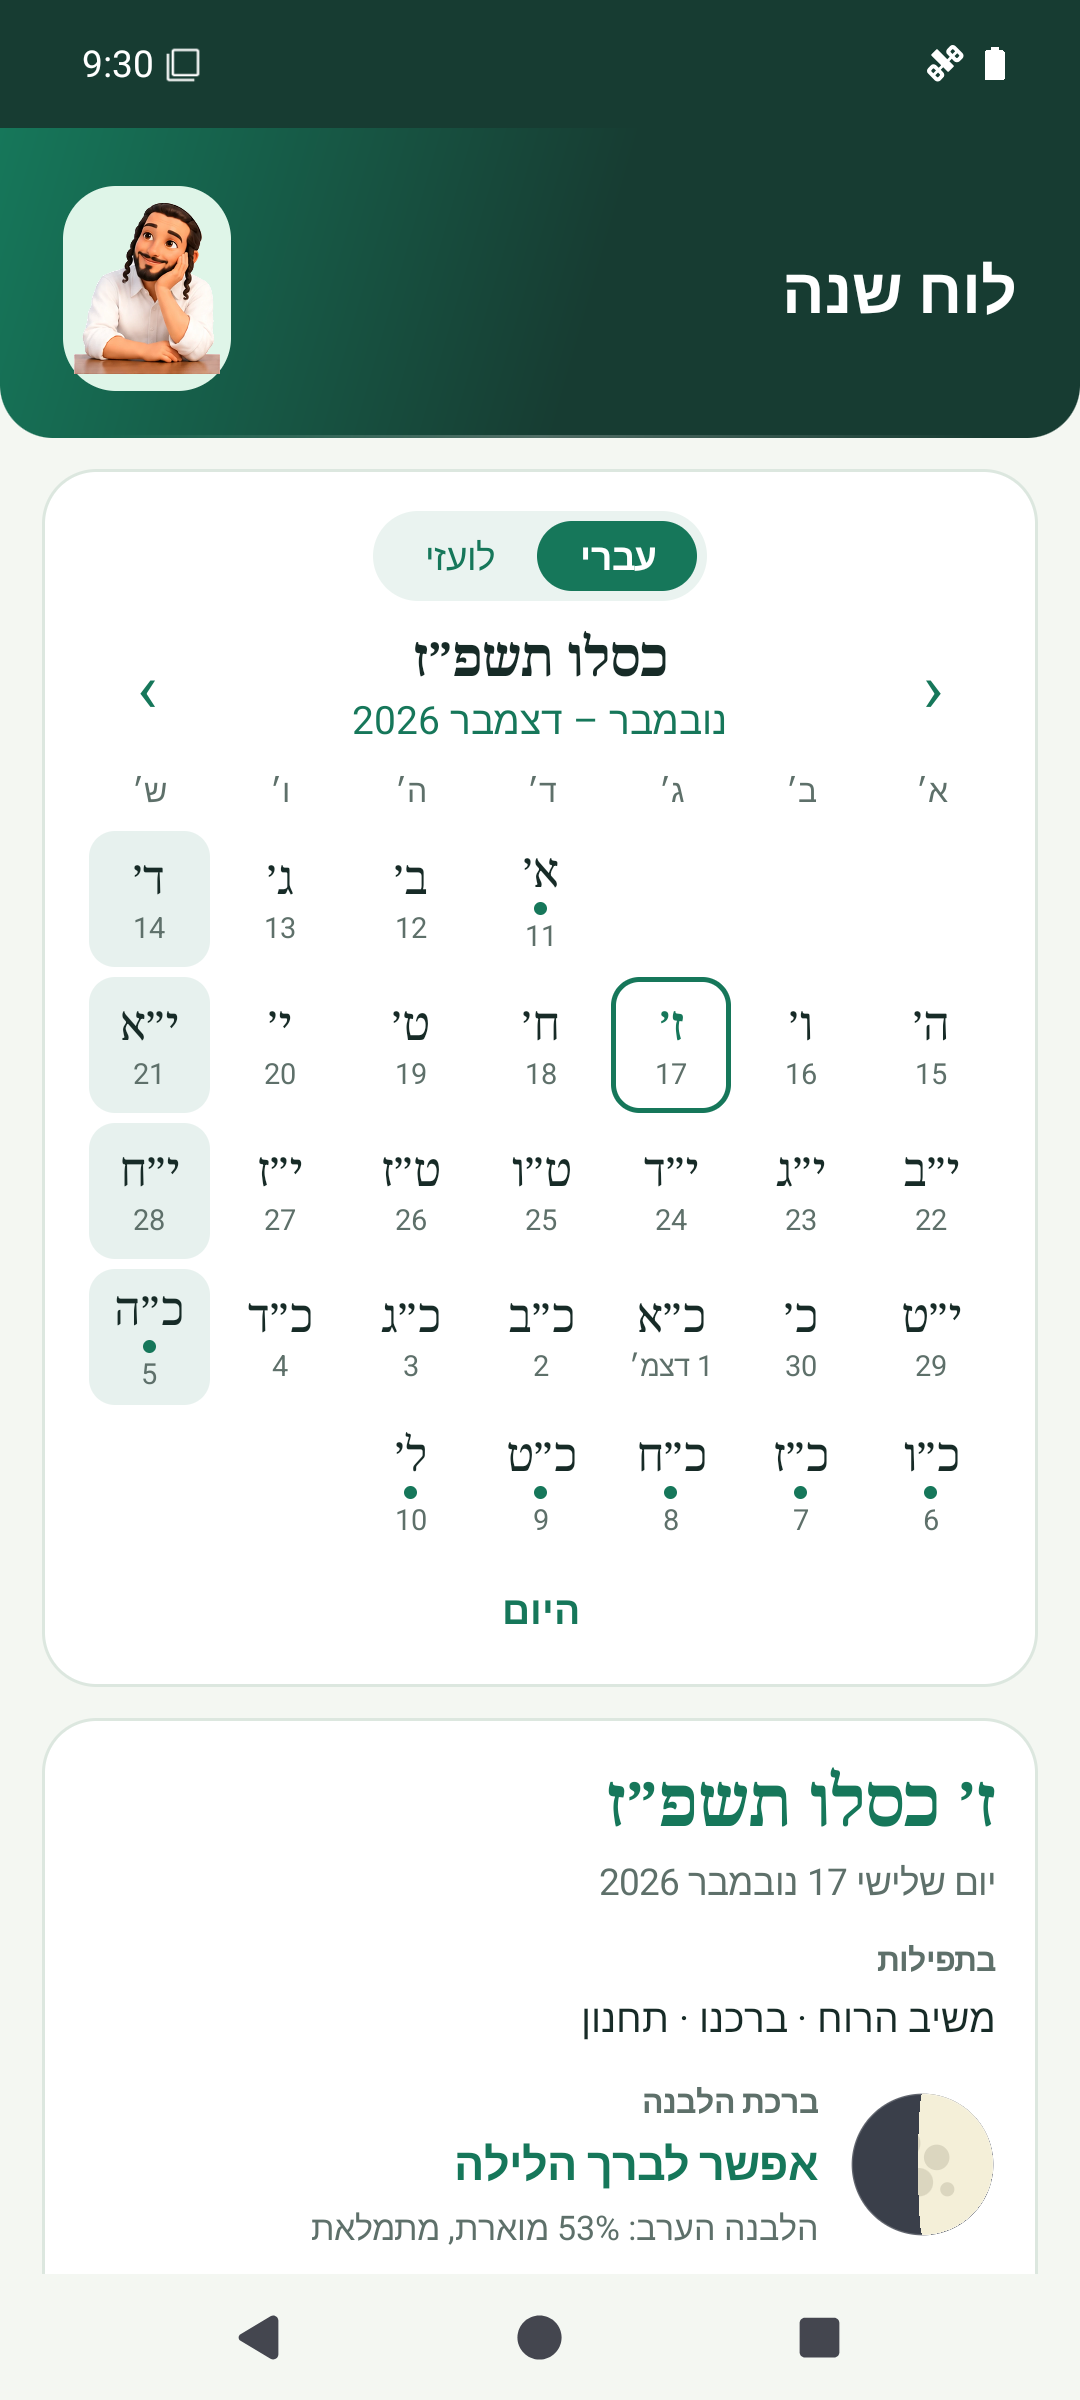 9:30
לוח שנה
עברי לועזי
כסלו תשפ״ז
נובמבר – דצמבר 2026
א׳ ב׳ ג׳ ד׳ ה׳ ו׳ ש׳
א׳ ב׳ ג׳ ד׳
11 12 13 14
ה׳ ו׳ ז׳ ח׳ ט׳ י׳ י״א
15 16 17 18 19 20 21
י״ב י״ג י״ד ט״ו ט״ז י״ז י״ח
22 23 24 25 26 27 28
י״ט כ׳ כ״א כ״ב כ״ג כ״ד כ״ה
29 30 1 דצמ׳ 2 3 4 5
כ״ו כ״ז כ״ח כ״ט ל׳
6 7 8 9 10
היום
ז׳ כסלו תשפ״ז
יום שלישי 17 נובמבר 2026
בתפילות
משיב הרוח · ברכנו · תחנון
ברכת הלבנה
אפשר לברך הלילה
הלבנה הערב: 53% מוארת, מתמלאת